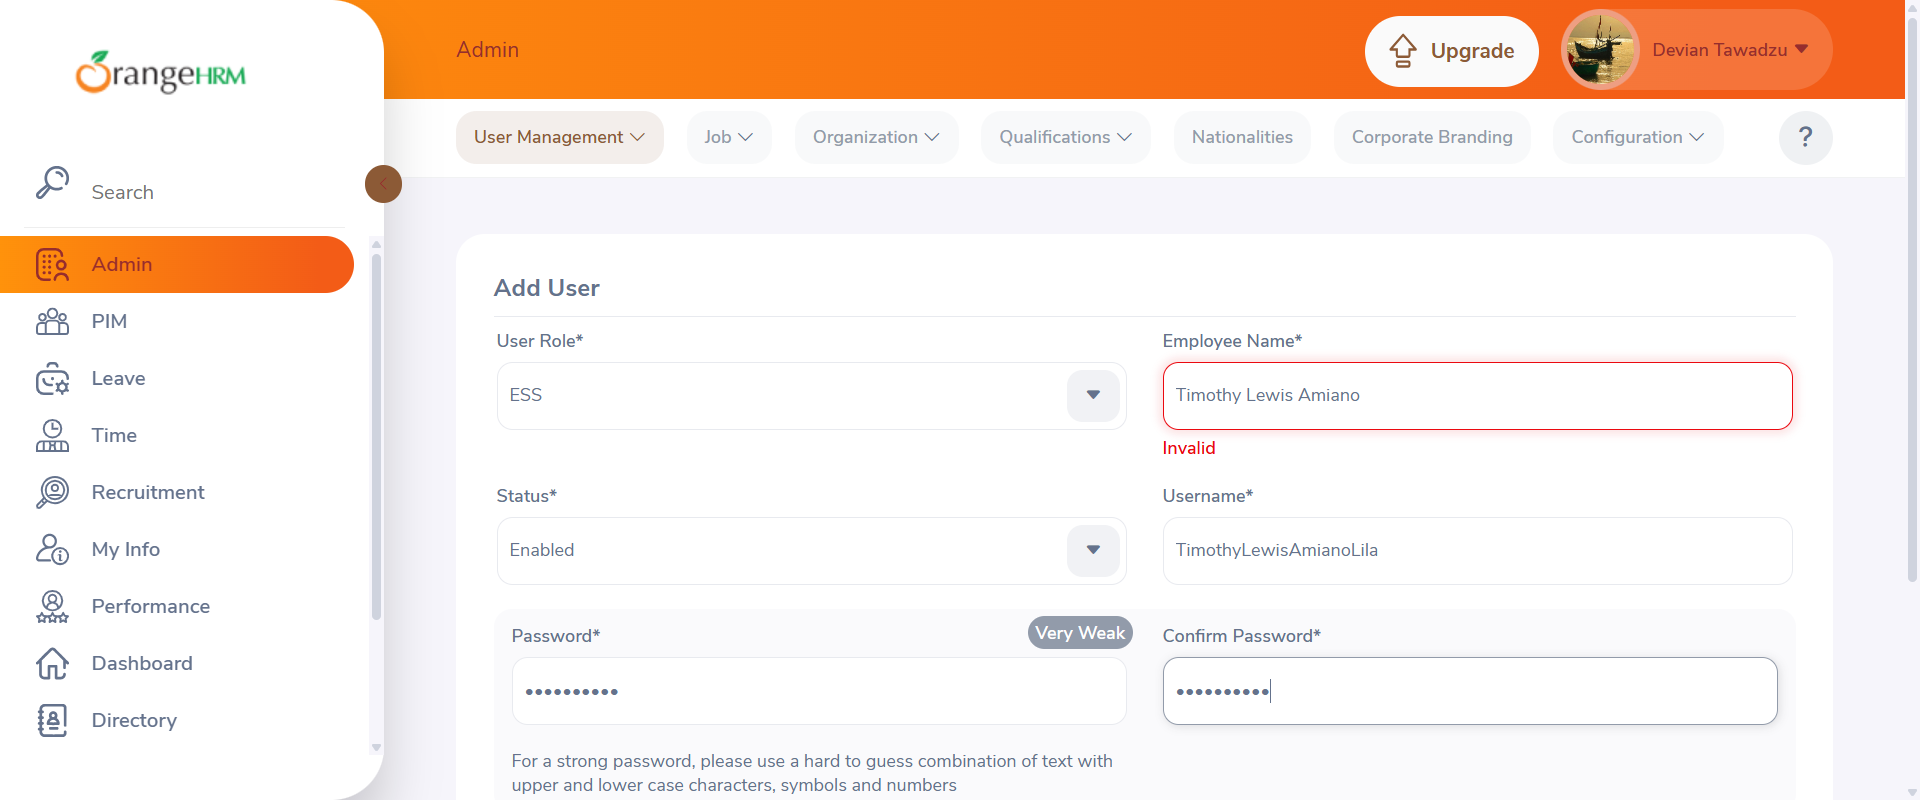 OrangeHRM
Search
Admin
PIM
Leave
Time
Recruitment
My Info
Performance
Dashboard
Directory
Admin
Upgrade
Devian Tawadzu
User Management
Job
Organization
Qualifications
Nationalities
Corporate Branding
Configuration
?
Add User
User Role*
Employee Name*
ESS
Timothy Lewis Amiano
Invalid
Status*
Username*
Enabled
TimothyLewisAmianoLila
Password*
Very Weak
Confirm Password*
••••••••••
••••••••••
For a strong password, please use a hard to guess combination of text with
upper and lower case characters, symbols and numbers